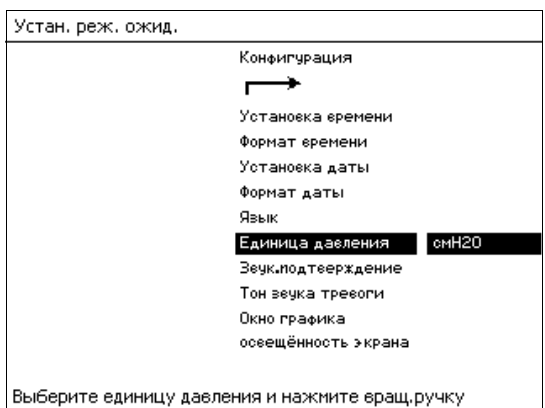 Устан. реж. ожид.
Конфигурация
Установка времени
Формат времени
Установка даты
Формат даты
Язык
Единица давления смH2O
Звук.подтверждение
Тон звука тревоги
Окно графика
освещённость экрана
Выберите единицу давления и нажмите вращ.ручку